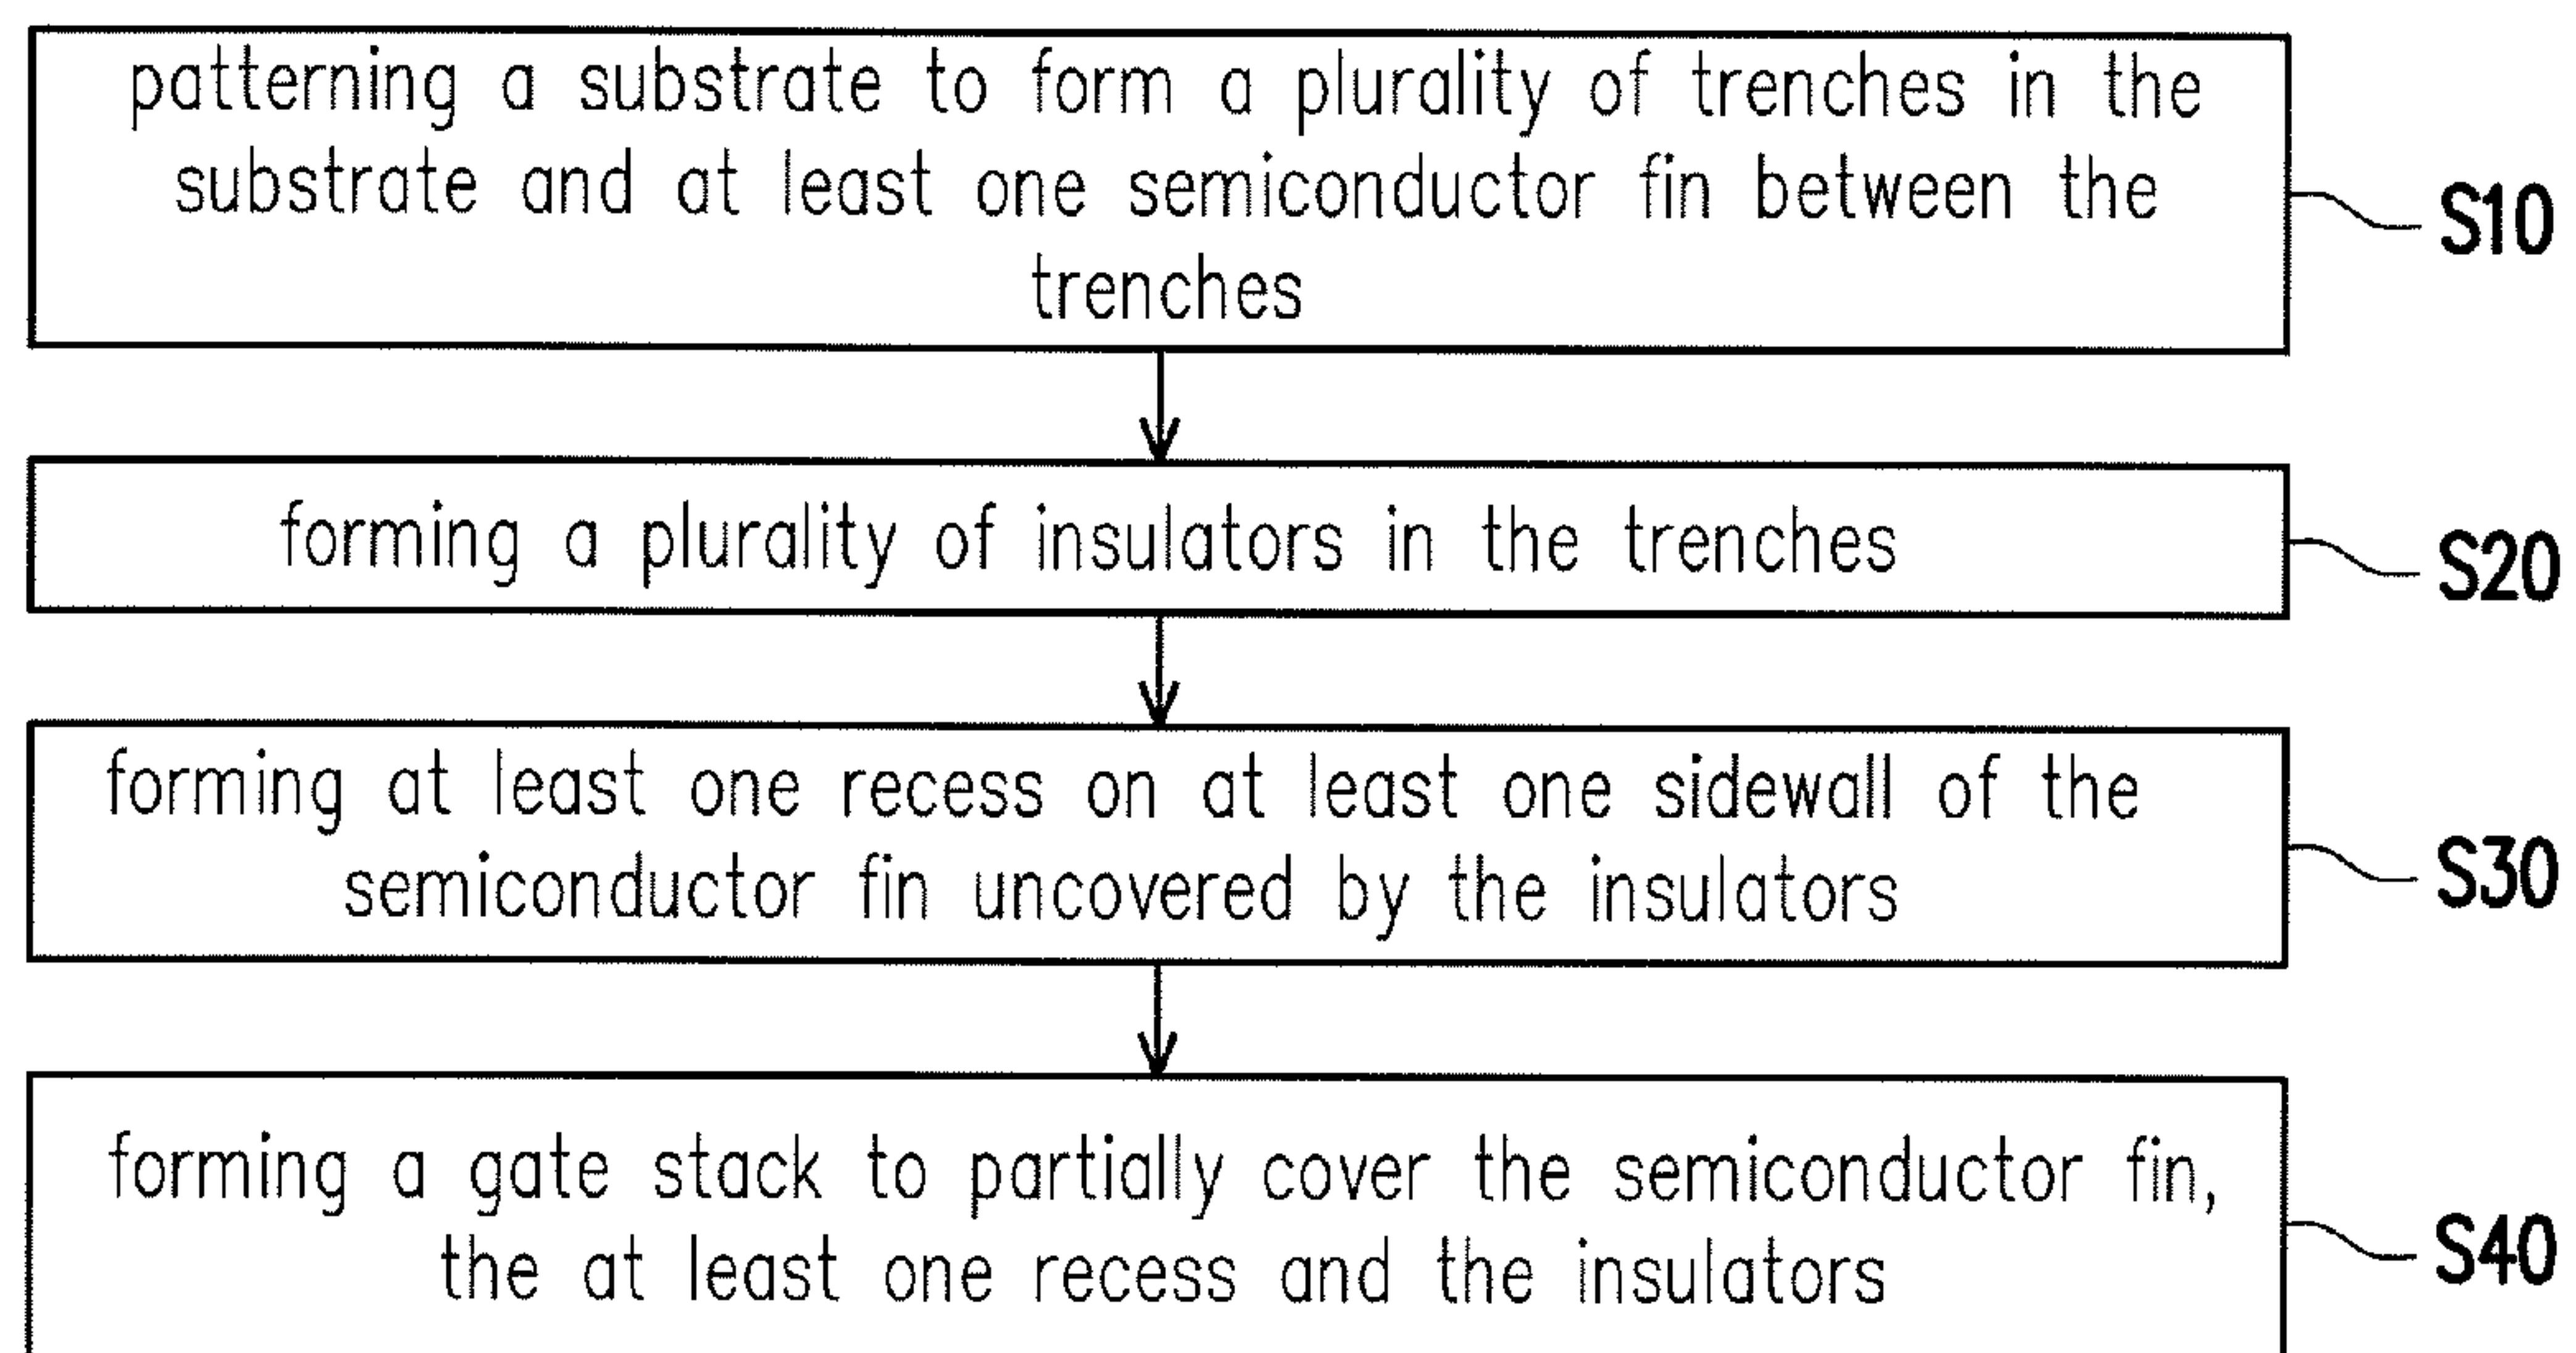 patterning a substrate to form a plurality of trenches in the
substrate and at least one semiconductor fin between the
trenches
S10
forming a plurality of insulators in the trenches
S20
forming at least one recess on at least one sidewall of the
semiconductor fin uncovered by the insulators
S30
forming a gate stack to partially cover the semiconductor fin,
the at least one recess and the insulators
S40